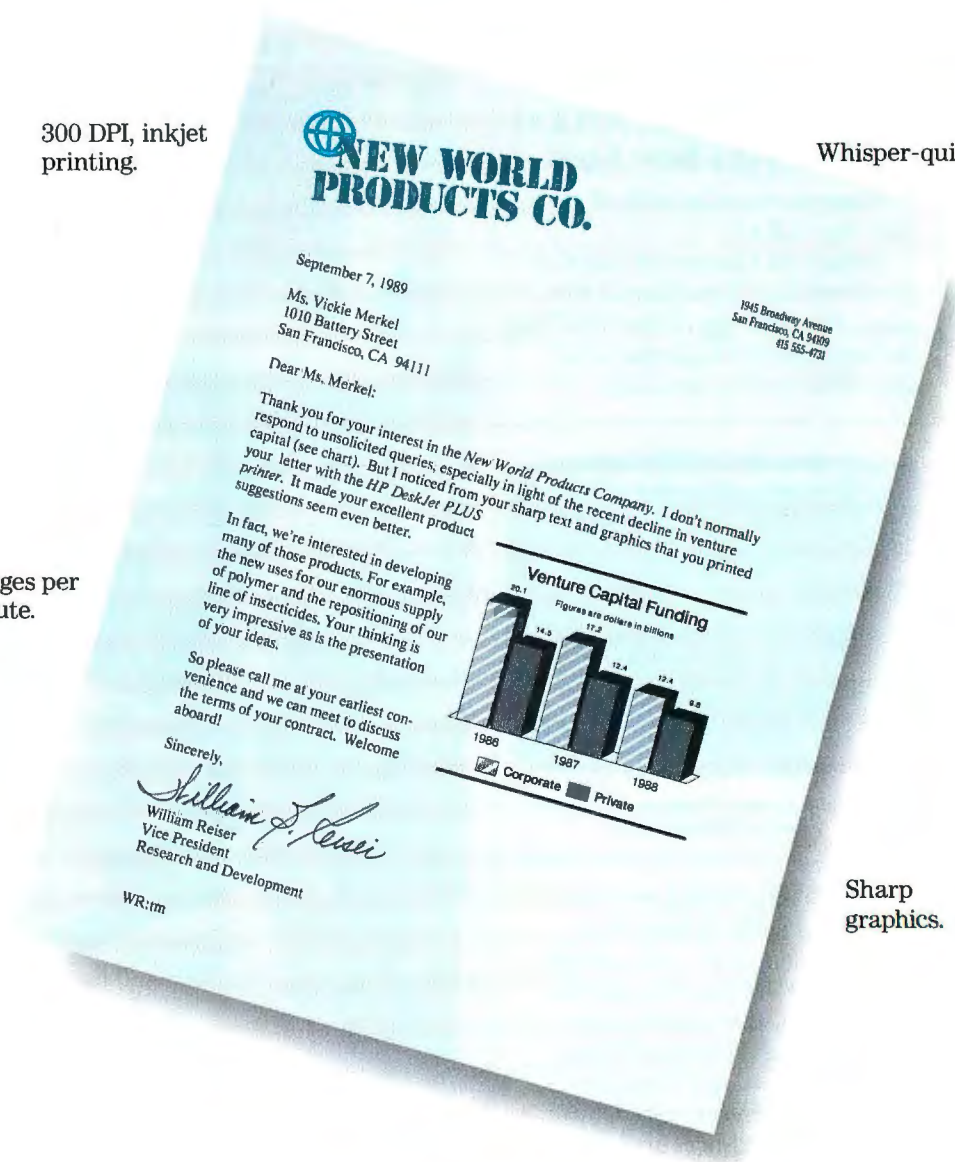 300 DPI, inkjet
printing.
Whisper-qui
NEW WORLD
PRODUCTS CO.
September 7, 1989
1945 Broadway Avenue
San Francisco, CA 94109
415 555-4731
Ms. Vickie Merkel
1010 Battery Street
San Francisco, CA 94111
Dear Ms. Merkel:
Thank you for your interest in the New World Products Company. I don't normally
respond to unsolicited queries, especially in light of the recent decline in venture
capital (see chart). But I noticed from your sharp text and graphics that you printed
your letter with the HP DeskJet PLUS
printer. It made your excellent product
suggestions seem even better.
In fact, we're interested in developing
many of those products. For example,
the new uses for our enormous supply
of polymer and the repositioning of our
line of insecticides. Your thinking is
very impressive as is the presentation
of your ideas.
So please call me at your earliest con-
venience and we can meet to discuss
the terms of your contract. Welcome
aboard!
Sincerely,
William Reiser
Vice President
Research and Development
WR:tm
Venture Capital Funding
Figures are dollars in billions
20.1
14.5
17.2
12.4
12.4
9.8
1986
1987
1988
Corporate
Private
ges per
ute.
Sharp
graphics.